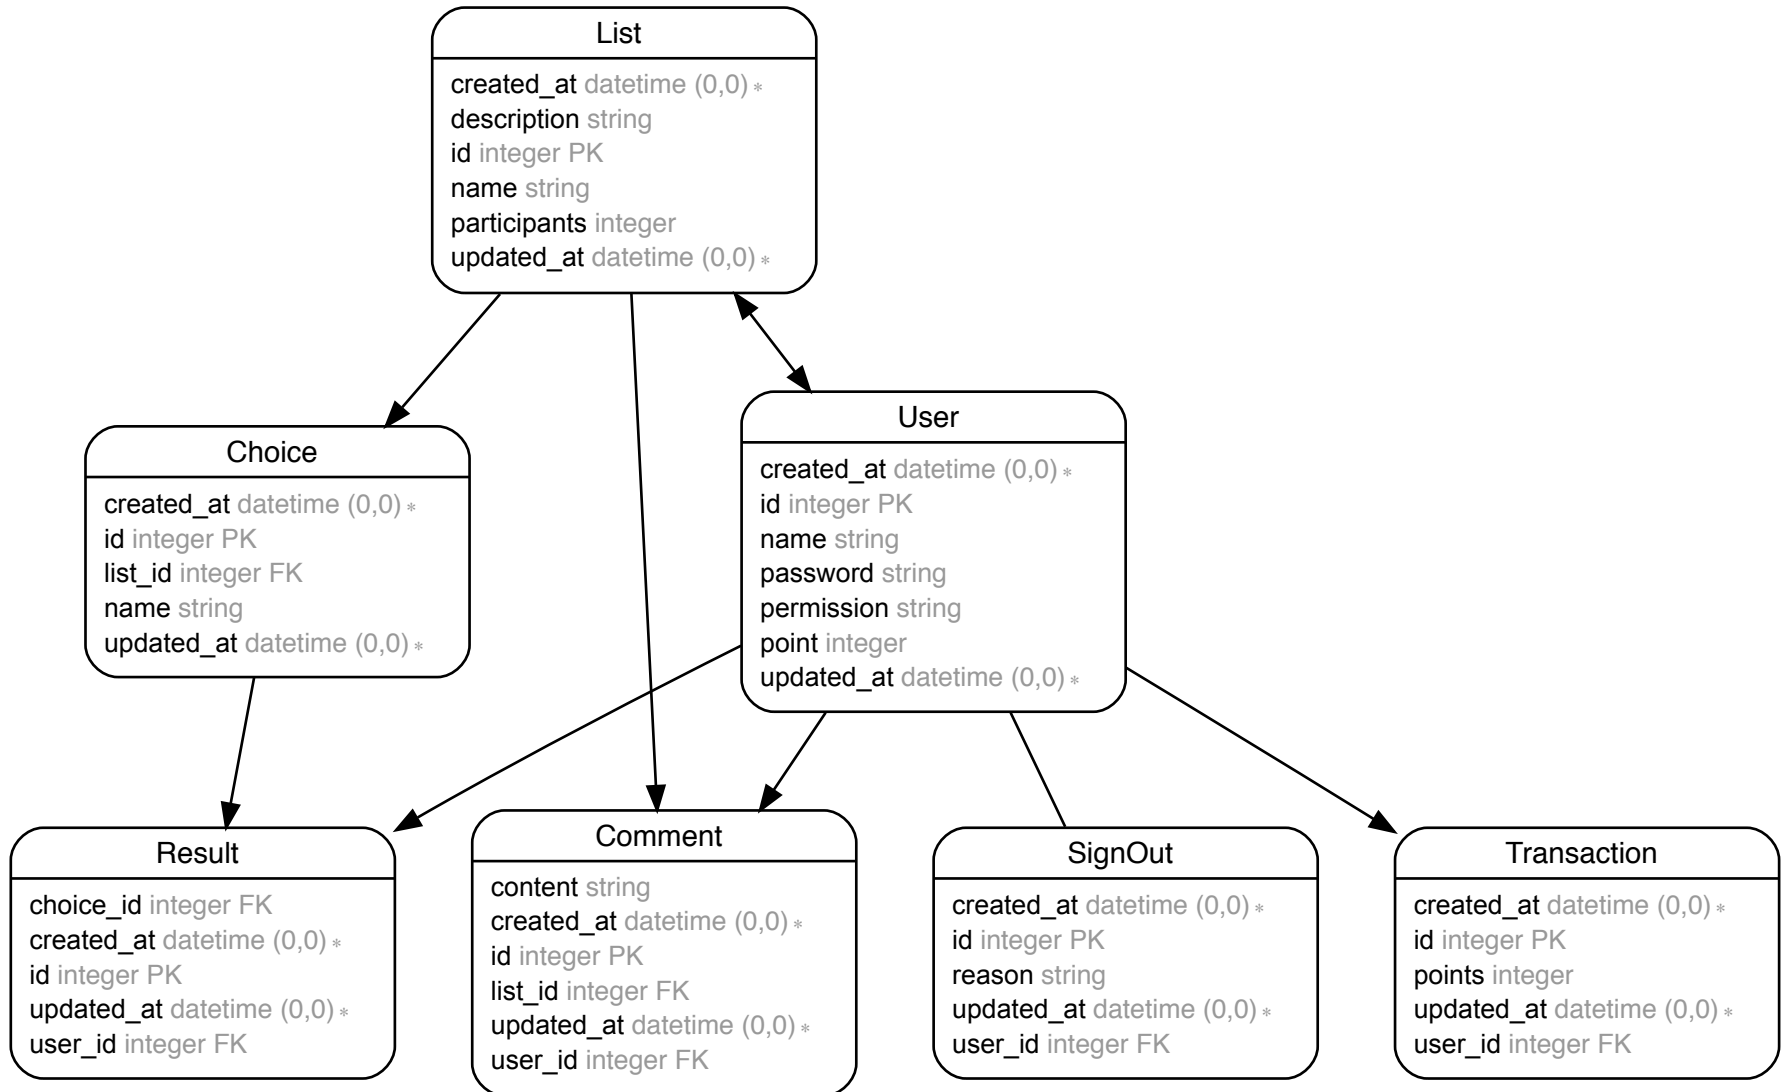 List
created_at datetime (0,0) *
description string
id integer PK
name string
participants integer
updated_at datetime (0,0) *
Choice
created_at datetime (0,0) *
id integer PK
list_id integer FK
name string
updated_at datetime (0,0) *
User
created_at datetime (0,0) *
id integer PK
name string
password string
permission string
point integer
updated_at datetime (0,0) *
Result
choice_id integer FK
created_at datetime (0,0) *
id integer PK
updated_at datetime (0,0) *
user_id integer FK
Comment
content string
created_at datetime (0,0) *
id integer PK
list_id integer FK
updated_at datetime (0,0) *
user_id integer FK
SignOut
created_at datetime (0,0) *
id integer PK
reason string
updated_at datetime (0,0) *
user_id integer FK
Transaction
created_at datetime (0,0) *
id integer PK
points integer
updated_at datetime (0,0) *
user_id integer FK